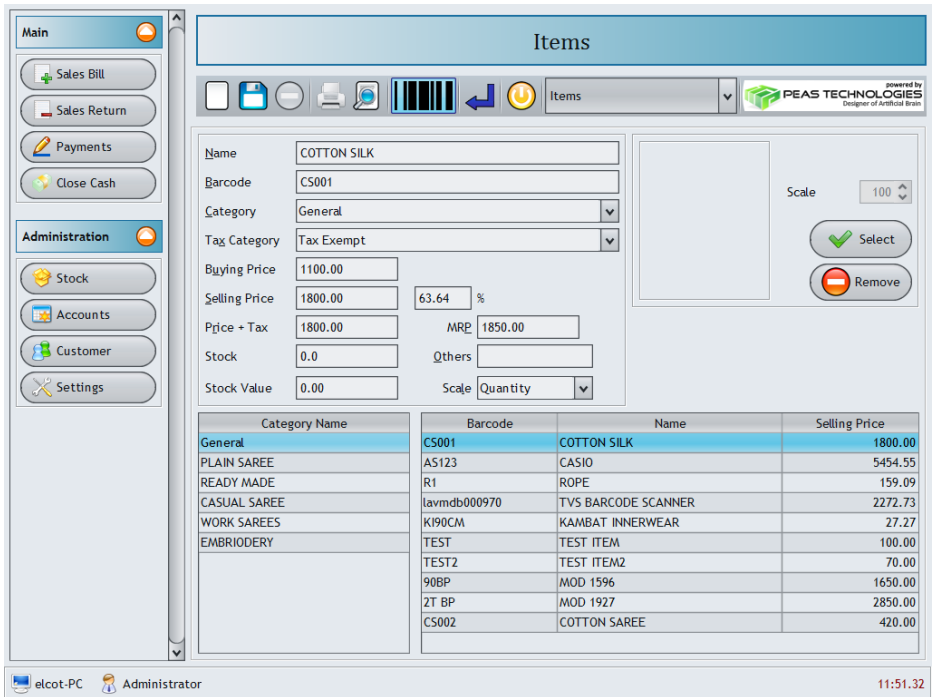 Main
Sales Bill
Sales Return
Payments
Close Cash
Administration
Stock
Accounts
Customer
Settings
Items
Items
powered by
PEAS TECHNOLOGIES
Designer of Artificial Brain
Name COTTON SILK
Barcode CS001
Category General
Tax Category Tax Exempt
Buying Price 1100.00
Selling Price 1800.00 63.64 %
Price + Tax 1800.00 MRP 1850.00
Stock 0.0 Others
Stock Value 0.00 Scale Quantity
Scale 100
Select
Remove
Category Name
General
PLAIN SAREE
READY MADE
CASUAL SAREE
WORK SAREES
EMBRIODERY
Barcode Name Selling Price
CS001 COTTON SILK 1800.00
AS123 CASIO 5454.55
R1 ROPE 159.09
lavmdb000970 TVS BARCODE SCANNER 2272.73
KI90CM KAMBAT INNERWEAR 27.27
TEST TEST ITEM 100.00
TEST2 TEST ITEM2 70.00
90BP MOD 1596 1650.00
2T BP MOD 1927 2850.00
CS002 COTTON SAREE 420.00
elcot-PC Administrator 11:51.32